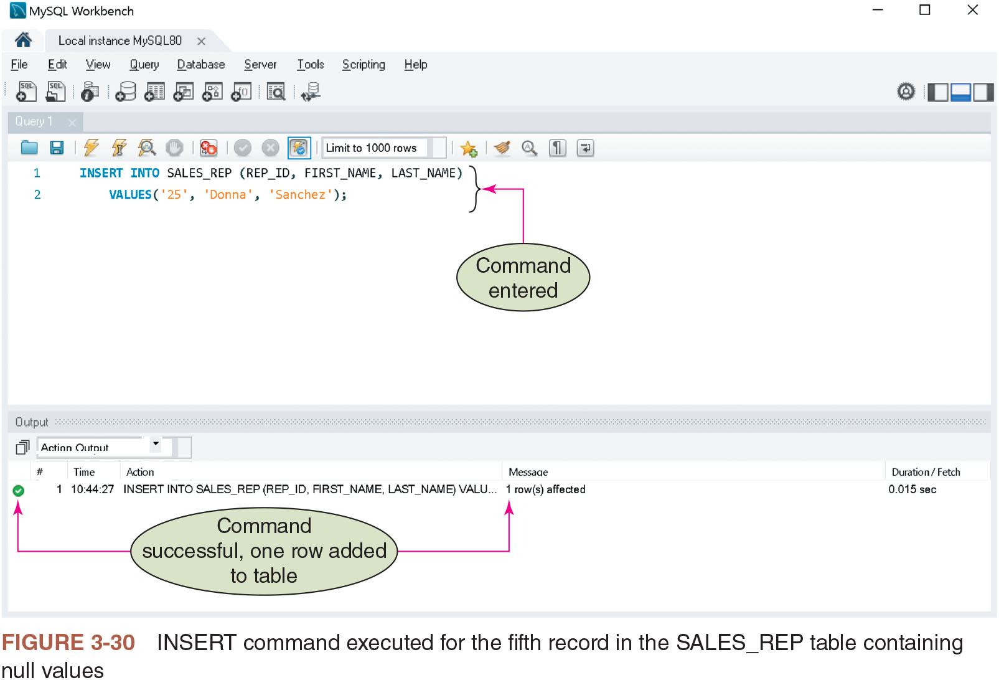 MySQL Workbench
Local instance MySQL80
File Edit View Query Database Server Tools Scripting Help
SQL SQL f()
Query 1
Limit to 1000 rows
1 INSERT INTO SALES_REP (REP_ID, FIRST_NAME, LAST_NAME)
2 VALUES('25', 'Donna', 'Sanchez');
Command
entered
Output
Action Output
# Time Action Message Duration / Fetch
1 10:44:27 INSERT INTO SALES_REP (REP_ID, FIRST_NAME, LAST_NAME) VALU... 1 row(s) affected 0.015 sec
Command
successful, one row added
to table
FIGURE 3-30 INSERT command executed for the fifth record in the SALES_REP table containing
null values